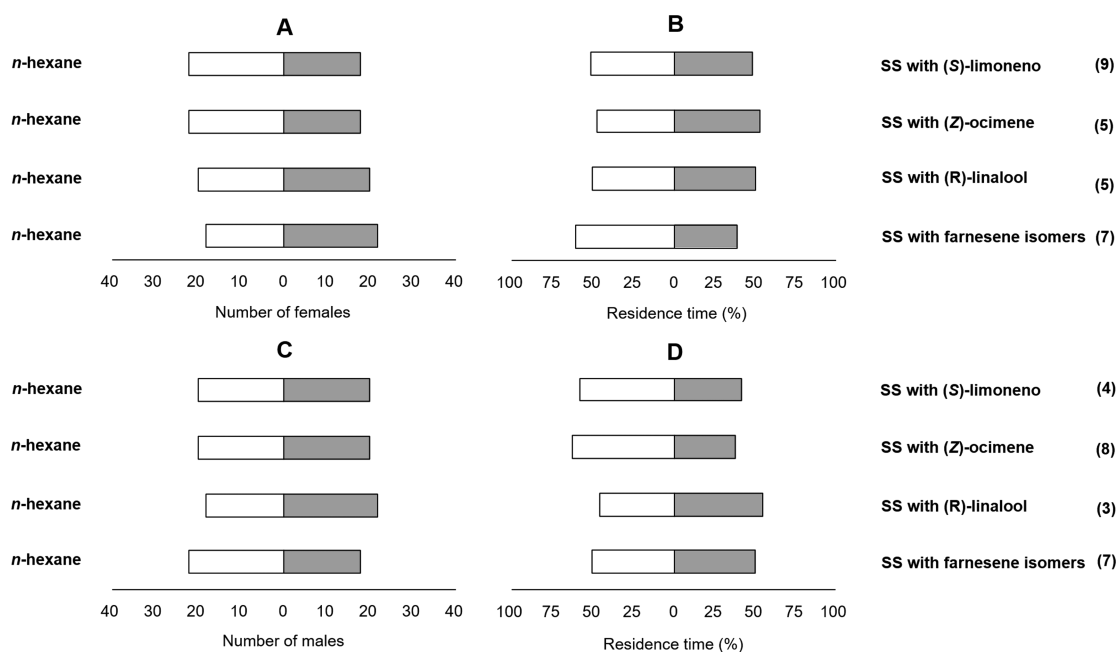 A B
n-hexane SS with (S)-limoneno (9)
n-hexane SS with (Z)-ocimene (5)
n-hexane SS with (R)-linalool (5)
n-hexane SS with farnesene isomers (7)
40 30 20 10 0 10 20 30 40 100 75 50 25 0 25 50 75 100
Number of females Residence time (%)
C D
n-hexane SS with (S)-limoneno (4)
n-hexane SS with (Z)-ocimene (8)
n-hexane SS with (R)-linalool (3)
n-hexane SS with farnesene isomers (7)
40 30 20 10 0 10 20 30 40 100 75 50 25 0 25 50 75 100
Number of males Residence time (%)